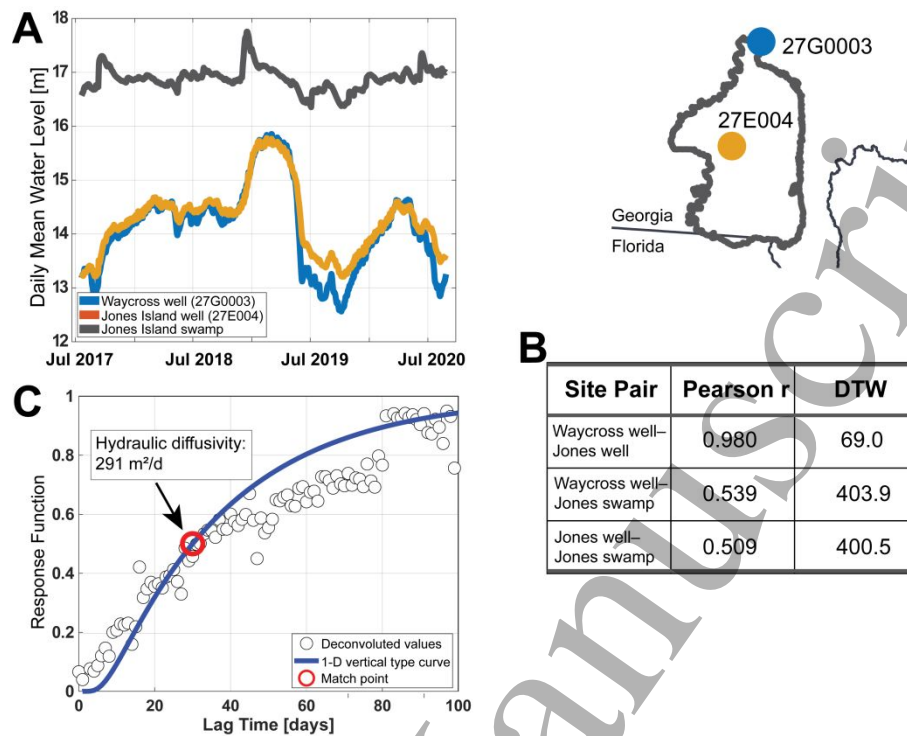 A
Daily Mean Water Level [m]
18
17
16
15
14
13
12
Jul 2017
Jul 2018
Jul 2019
Jul 2020
Waycross well (27G0003)
Jones Island well (27E004)
Jones Island swamp
27G0003
27E004
Georgia
Florida
B
Site Pair Pearson r DTW
Waycross well–
Jones well
0.980 69.0
Waycross well–
Jones swamp
0.539 403.9
Jones well–
Jones swamp
0.509 400.5
C
Response Function
1
0.8
0.6
0.4
0.2
0
Hydraulic diffusivity:
291 m²/d
Deconvoluted values
1-D vertical type curve
Match point
0 20 40 60 80 100
Lag Time [days]